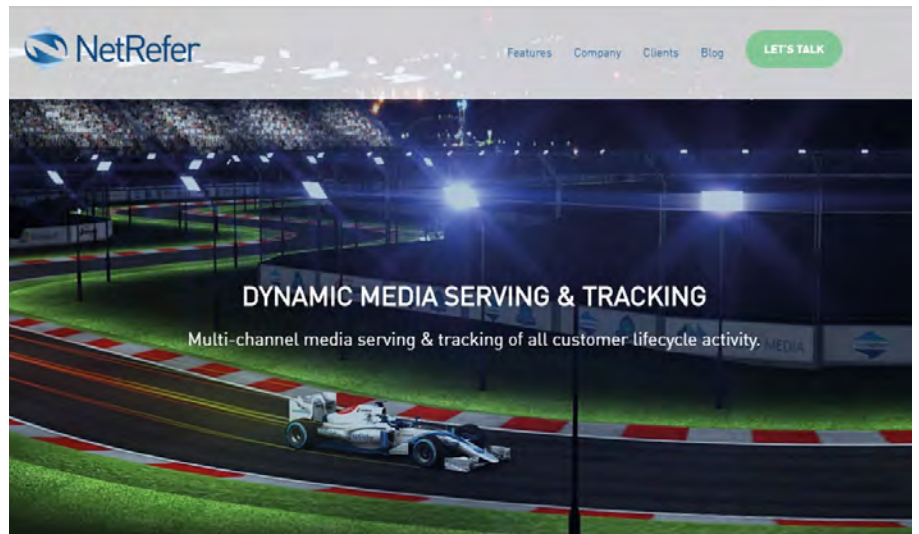 NetRefer
Features Company Clients Blog LET'S TALK
DYNAMIC MEDIA SERVING & TRACKING
Multi-channel media serving & tracking of all customer lifecycle activity.
MEDIA